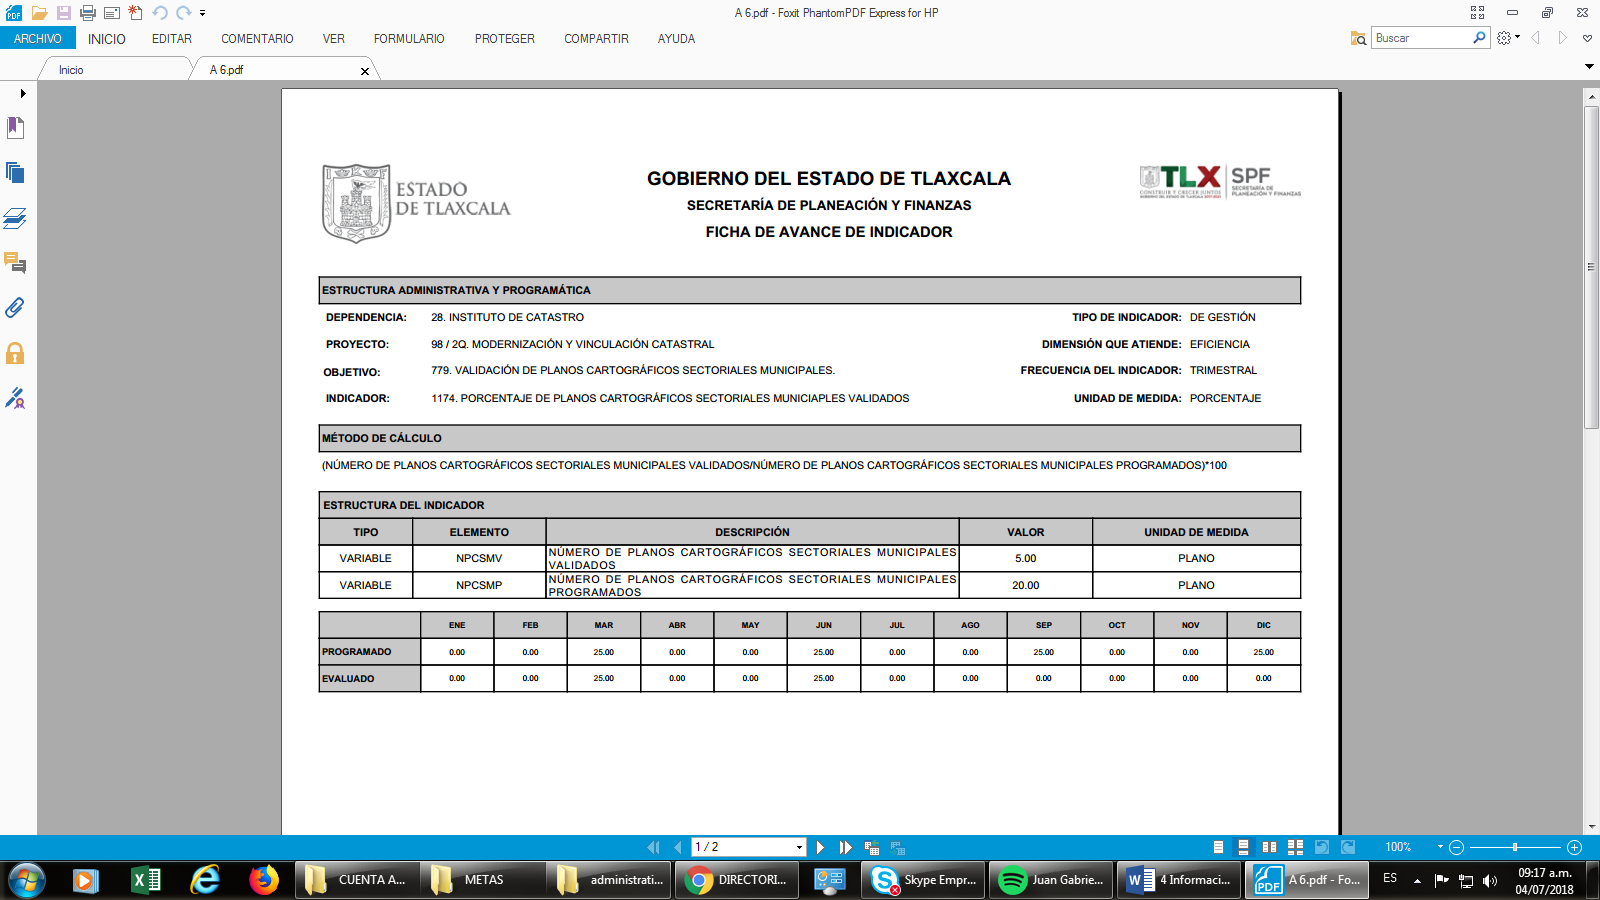 A 6.pdf - Foxit PhantomPDF Express for HP
ARCHIVO INICIO EDITAR COMENTARIO VER FORMULARIO PROTEGER COMPARTIR AYUDA Buscar
Inicio A 6.pdf
ESTADO
DE TLAXCALA
GOBIERNO DEL ESTADO DE TLAXCALA
SECRETARÍA DE PLANEACIÓN Y FINANZAS
FICHA DE AVANCE DE INDICADOR
TLX SPF
SECRETARÍA DE
PLANEACIÓN Y FINANZAS
CONSTRUIR Y CRECER JUNTOS
ESTRUCTURA ADMINISTRATIVA Y PROGRAMÁTICA
DEPENDENCIA: 28. INSTITUTO DE CATASTRO TIPO DE INDICADOR: DE GESTIÓN
PROYECTO: 98 / 2Q. MODERNIZACIÓN Y VINCULACIÓN CATASTRAL DIMENSIÓN QUE ATIENDE: EFICIENCIA
OBJETIVO: 779. VALIDACIÓN DE PLANOS CARTOGRÁFICOS SECTORIALES MUNICIPALES. FRECUENCIA DEL INDICADOR: TRIMESTRAL
INDICADOR: 1174. PORCENTAJE DE PLANOS CARTOGRÁFICOS SECTORIALES MUNICIAPLES VALIDADOS UNIDAD DE MEDIDA: PORCENTAJE
MÉTODO DE CÁLCULO
(NÚMERO DE PLANOS CARTOGRÁFICOS SECTORIALES MUNICIPALES VALIDADOS/NÚMERO DE PLANOS CARTOGRÁFICOS SECTORIALES MUNICIPALES PROGRAMADOS)*100
ESTRUCTURA DEL INDICADOR
TIPO ELEMENTO DESCRIPCIÓN VALOR UNIDAD DE MEDIDA
VARIABLE NPCSMV NÚMERO DE PLANOS CARTOGRÁFICOS SECTORIALES MUNICIPALES VALIDADOS 5.00 PLANO
VARIABLE NPCSMP NÚMERO DE PLANOS CARTOGRÁFICOS SECTORIALES MUNICIPALES PROGRAMADOS 20.00 PLANO
ENE FEB MAR ABR MAY JUN JUL AGO SEP OCT NOV DIC
PROGRAMADO 0.00 0.00 25.00 0.00 0.00 25.00 0.00 0.00 25.00 0.00 0.00 25.00
EVALUADO 0.00 0.00 25.00 0.00 0.00 25.00 0.00 0.00 0.00 0.00 0.00 0.00
1 / 2 100%
CUENTA A... METAS administrati... DIRECTORI... Skype Empr... Juan Gabrie... 4 Informaci... A 6.pdf - Fo... ES 09:17 a.m.
04/07/2018